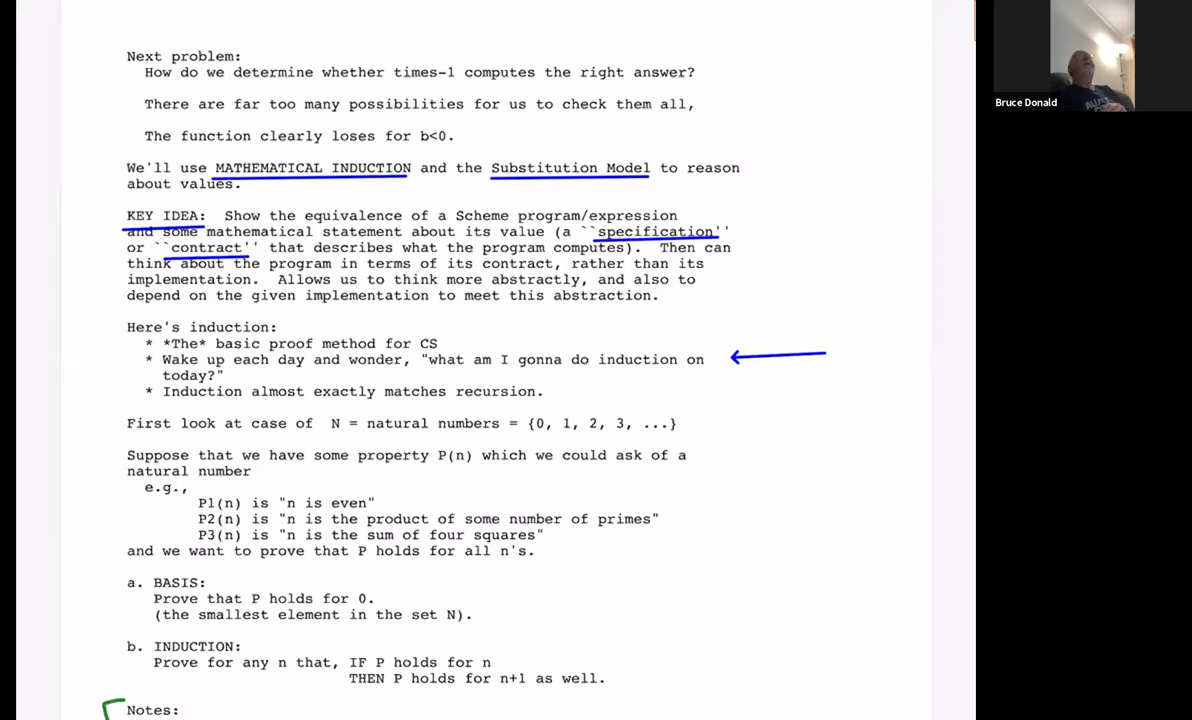 Next problem:
How do we determine whether times-1 computes the right answer?
There are far too many possibilities for us to check them all,
The function clearly loses for b<0.
We'll use MATHEMATICAL INDUCTION and the Substitution Model to reason
about values.
KEY IDEA: Show the equivalence of a Scheme program/expression
and some mathematical statement about its value (a ``specification''
or ``contract'' that describes what the program computes). Then can
think about the program in terms of its contract, rather than its
implementation. Allows us to think more abstractly, and also to
depend on the given implementation to meet this abstraction.
Here's induction:
* *The* basic proof method for CS
* Wake up each day and wonder, "what am I gonna do induction on
today?"
* Induction almost exactly matches recursion.
First look at case of N = natural numbers = {0, 1, 2, 3, ...}
Suppose that we have some property P(n) which we could ask of a
natural number
e.g.,
P1(n) is "n is even"
P2(n) is "n is the product of some number of primes"
P3(n) is "n is the sum of four squares"
and we want to prove that P holds for all n's.
a. BASIS:
Prove that P holds for 0.
(the smallest element in the set N).
b. INDUCTION:
Prove for any n that, IF P holds for n
THEN P holds for n+1 as well.
Notes:
Bruce Donald